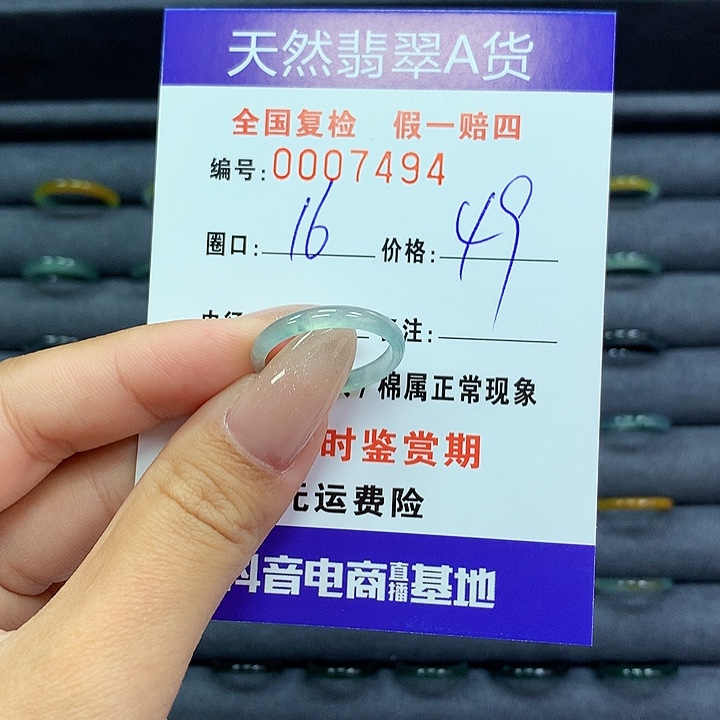 天然翡翠A货
全国复检 假一赔四
编号:0007494
圈口: 16 价格: 49
注:
棉属正常现象
时鉴赏期
运费险
抖音电商直播基地